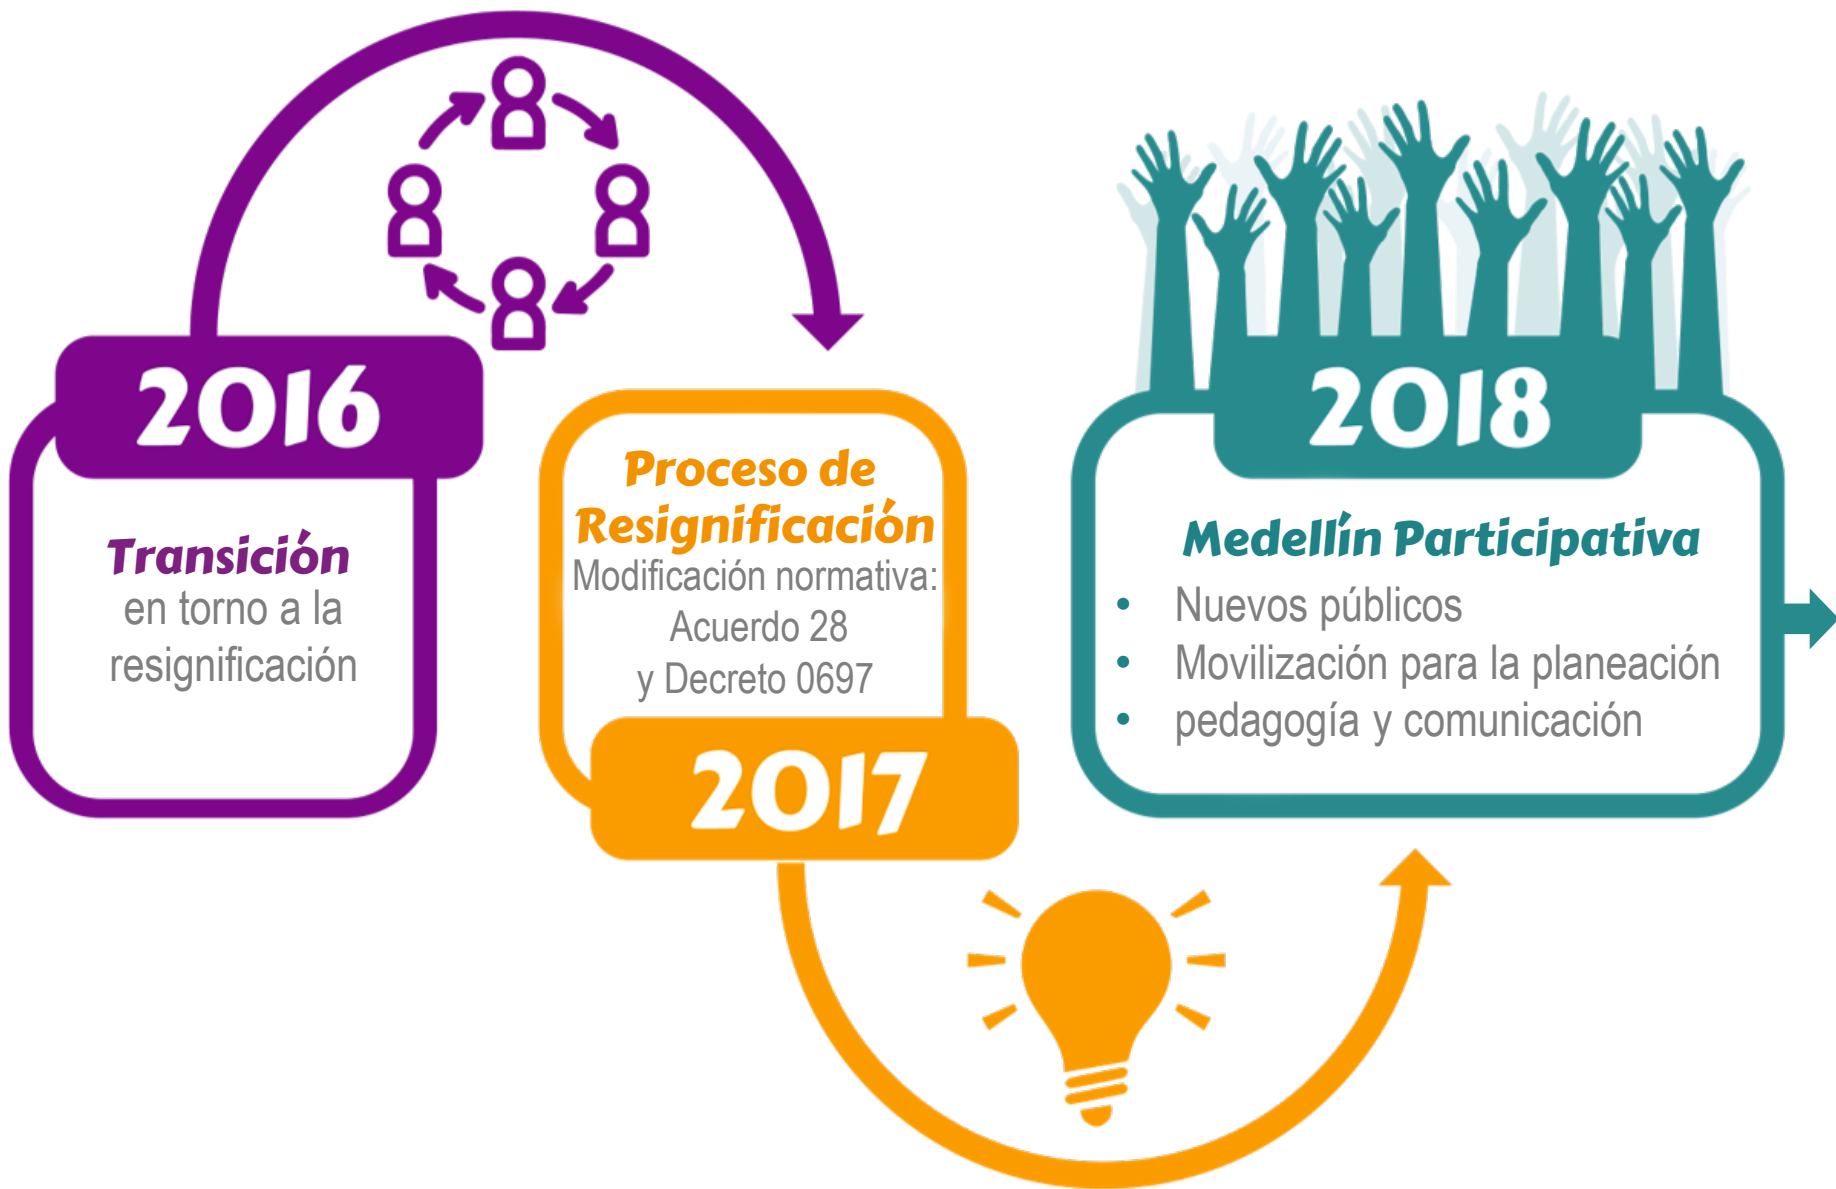 2016
Transición
en torno a la
resignificación
Proceso de
Resignificación
Modificación normativa:
Acuerdo 28
y Decreto 0697
2017
2018
Medellín Participativa
• Nuevos públicos
• Movilización para la planeación
• pedagogía y comunicación